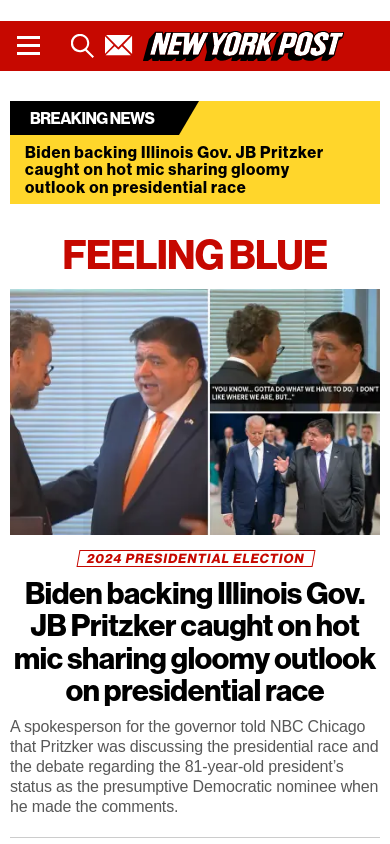 NEW YORK POST
BREAKING NEWS
Biden backing Illinois Gov. JB Pritzker
caught on hot mic sharing gloomy
outlook on presidential race
FEELING BLUE
"YOU KNOW... GOTTA DO WHAT WE HAVE TO DO. I DON'T
LIKE WHERE WE ARE, BUT..."
2024 PRESIDENTIAL ELECTION
Biden backing Illinois Gov.
JB Pritzker caught on hot
mic sharing gloomy outlook
on presidential race
A spokesperson for the governor told NBC Chicago
that Pritzker was discussing the presidential race and
the debate regarding the 81-year-old president’s
status as the presumptive Democratic nominee when
he made the comments.